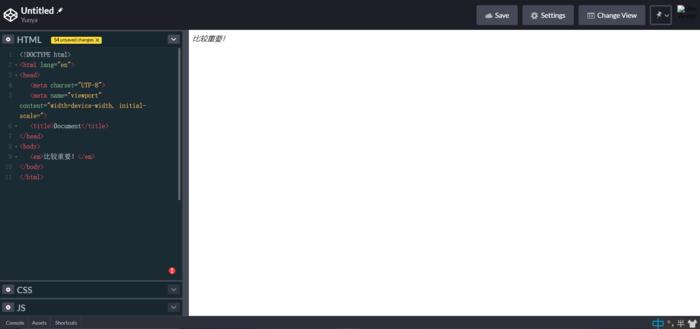 Untitled
Yunya
Save
Settings
Change View
HTML
54 unsaved changes X
1 <!DOCTYPE html>
2 <html lang="en">
3 <head>
4 <meta charset="UTF-8">
5 <meta name="viewport"
content="width=device-width, initial-
scale=">
6 <title>Document</title>
7 </head>
8 <body>
9 <em>比较重要！</em>
10 </body>
11 </html>
比较重要！
CSS
JS
Console Assets Shortcuts
中 °, 半